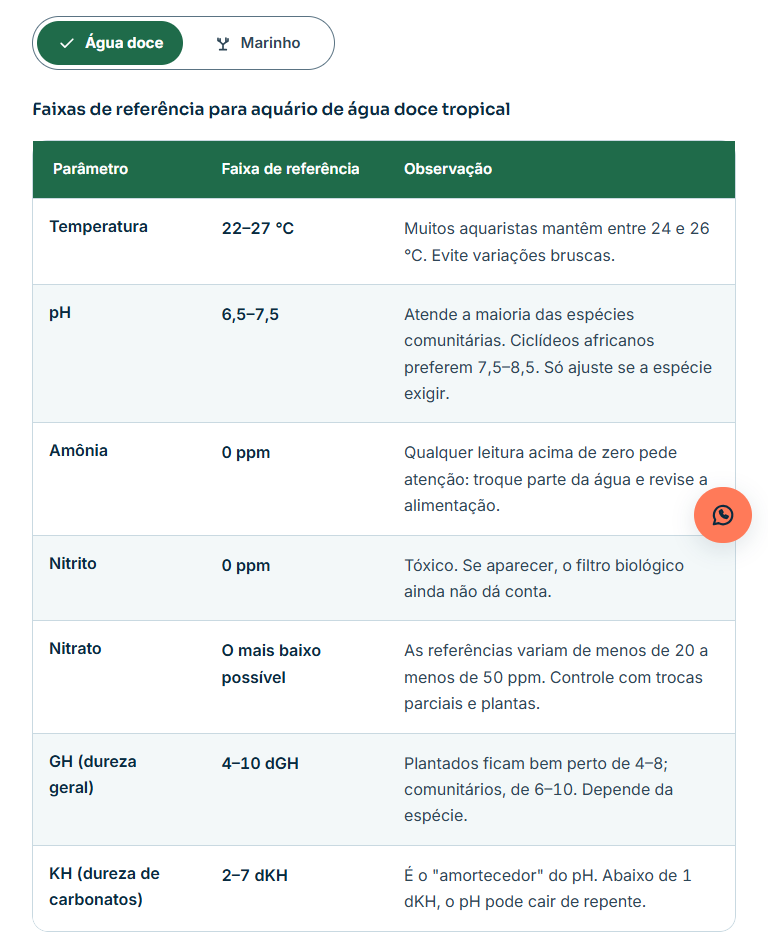 Água doce
Marinho
Faixas de referência para aquário de água doce tropical
Parâmetro
Faixa de referência
Observação
Temperatura
22–27 °C
Muitos aquaristas mantêm entre 24 e 26
°C. Evite variações bruscas.
pH
6,5–7,5
Atende a maioria das espécies
comunitárias. Ciclídeos africanos
preferem 7,5–8,5. Só ajuste se a espécie
exigir.
Amônia
0 ppm
Qualquer leitura acima de zero pede
atenção: troque parte da água e revise a
alimentação.
Nitrito
0 ppm
Tóxico. Se aparecer, o filtro biológico
ainda não dá conta.
Nitrato
O mais baixo
possível
As referências variam de menos de 20 a
menos de 50 ppm. Controle com trocas
parciais e plantas.
GH (dureza
geral)
4–10 dGH
Plantados ficam bem perto de 4–8;
comunitários, de 6–10. Depende da
espécie.
KH (dureza de
carbonatos)
2–7 dKH
É o "amortecedor" do pH. Abaixo de 1
dKH, o pH pode cair de repente.